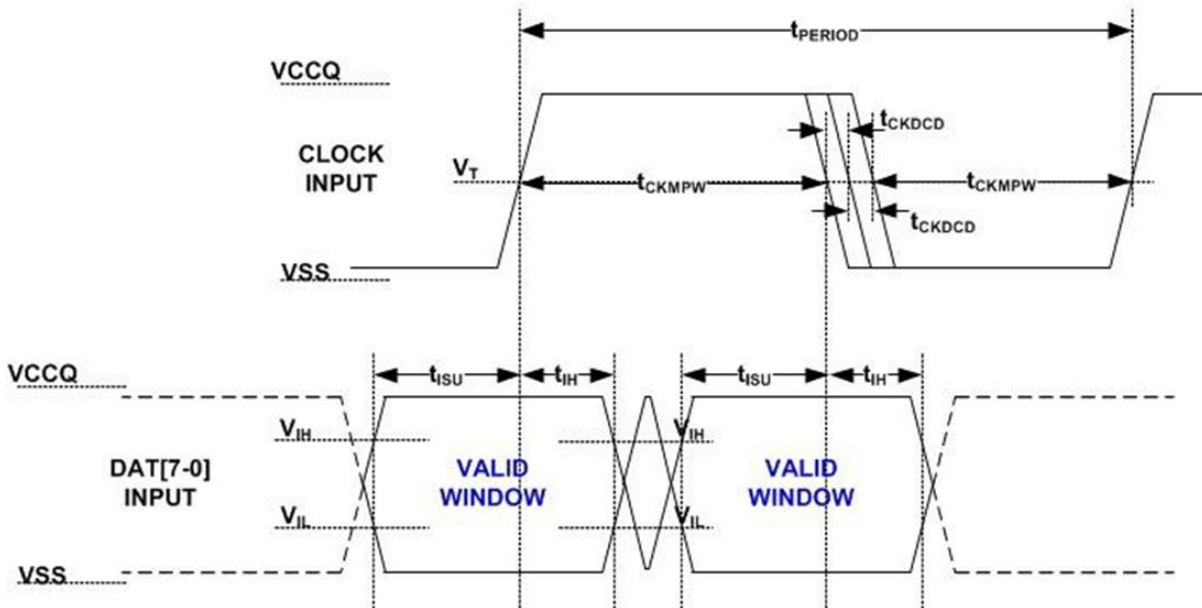 tPERIOD
VCCQ
tCKDCD
CLOCK
INPUT
VT
tCKMPW
tCKMPW
tCKDCD
VSS
VCCQ
tISU
tIH
tISU
tIH
VIH
VIH
DAT[7-0]
INPUT
VALID
WINDOW
VALID
WINDOW
VIL
VIL
VSS